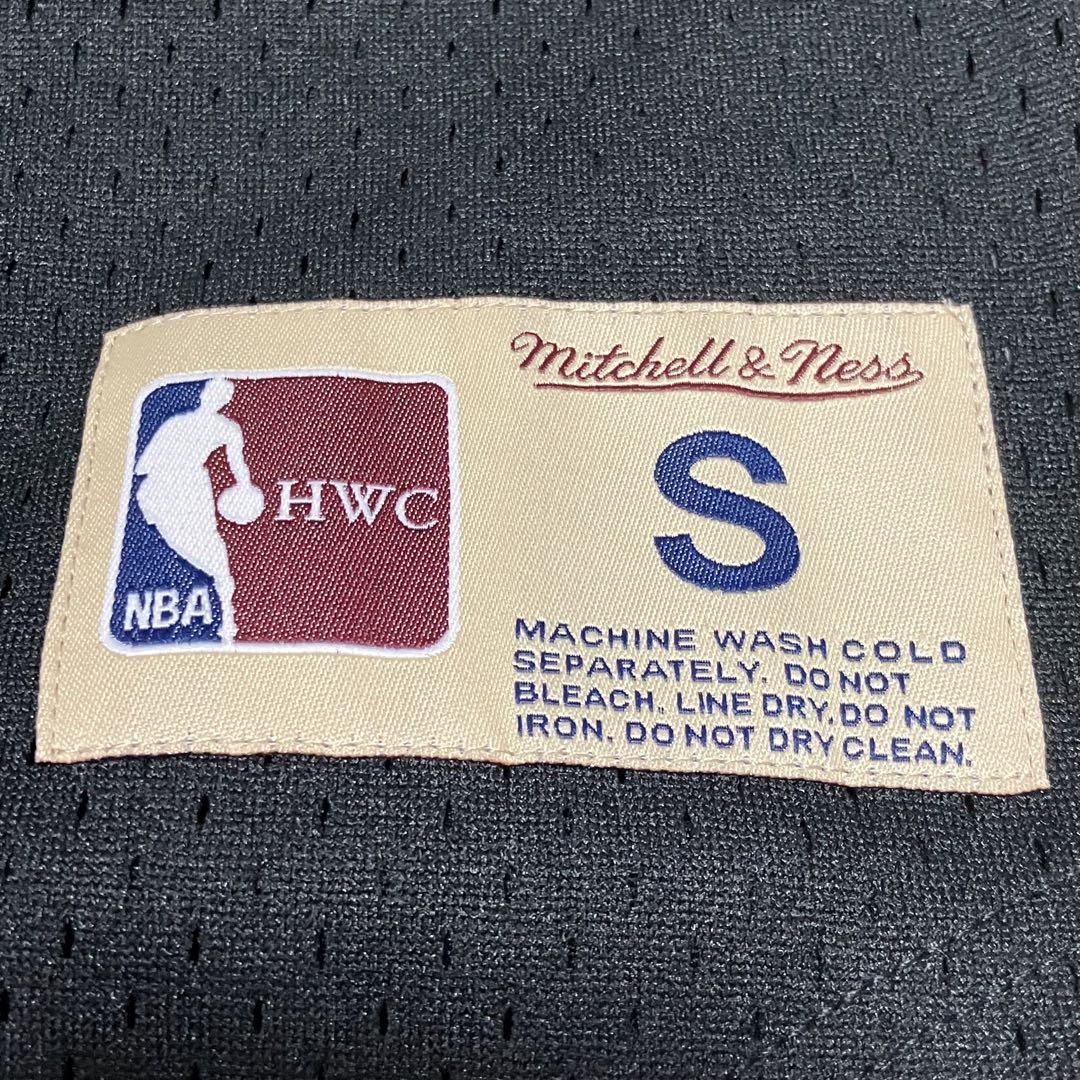 Mitchell & Ness
HWC
NBA
S
MACHINE WASH COLD
SEPARATELY. DO NOT
BLEACH. LINE DRY. DO NOT
IRON. DO NOT DRY CLEAN.